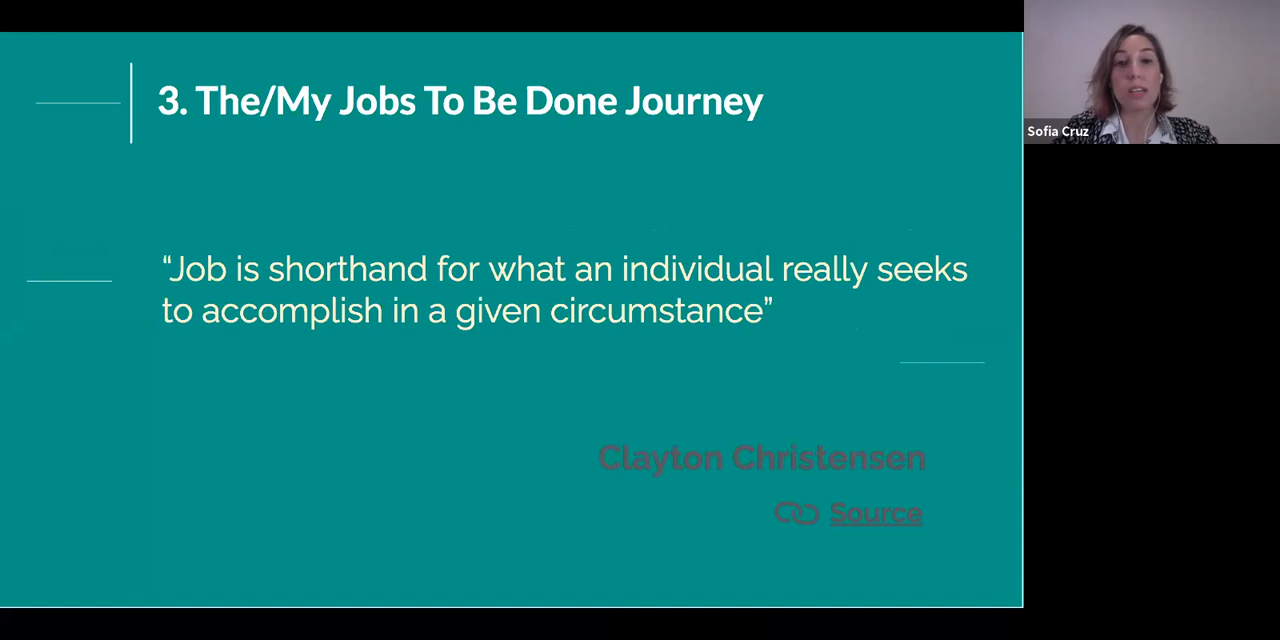 3. The/My Jobs To Be Done Journey
“Job is shorthand for what an individual really seeks
to accomplish in a given circumstance”
Clayton Christensen
Source
Sofia Cruz